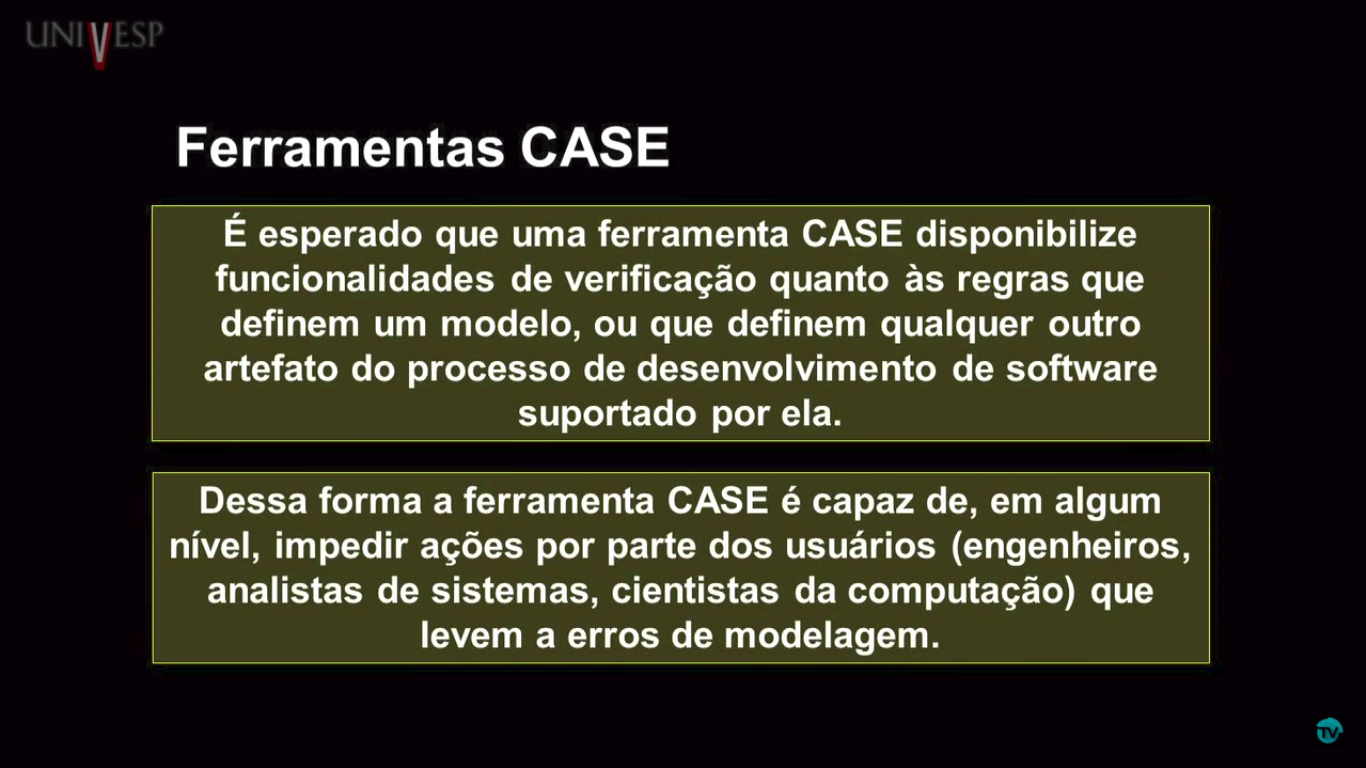 UNIVESP
Ferramentas CASE
É esperado que uma ferramenta CASE disponibilize
funcionalidades de verificação quanto às regras que
definem um modelo, ou que definem qualquer outro
artefato do processo de desenvolvimento de software
suportado por ela.
Dessa forma a ferramenta CASE é capaz de, em algum
nível, impedir ações por parte dos usuários (engenheiros,
analistas de sistemas, cientistas da computação) que
levem a erros de modelagem.
TV